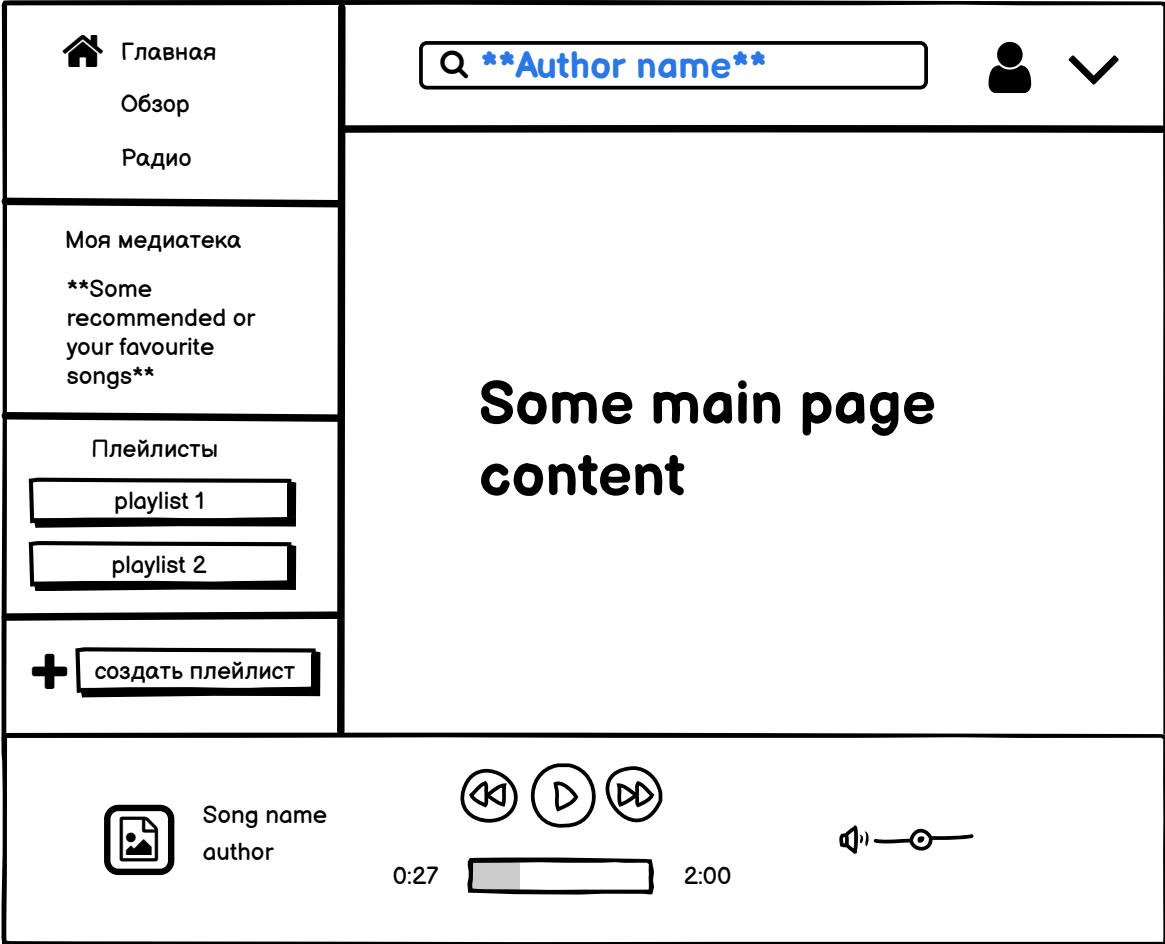 Главная
Обзор
Радио
**Author name**
Моя медиатека
**Some
recommended or
your favourite
songs**
Плейлисты
playlist 1
playlist 2
создать плейлист
Some main page
content
Song name
author
0:27
2:00